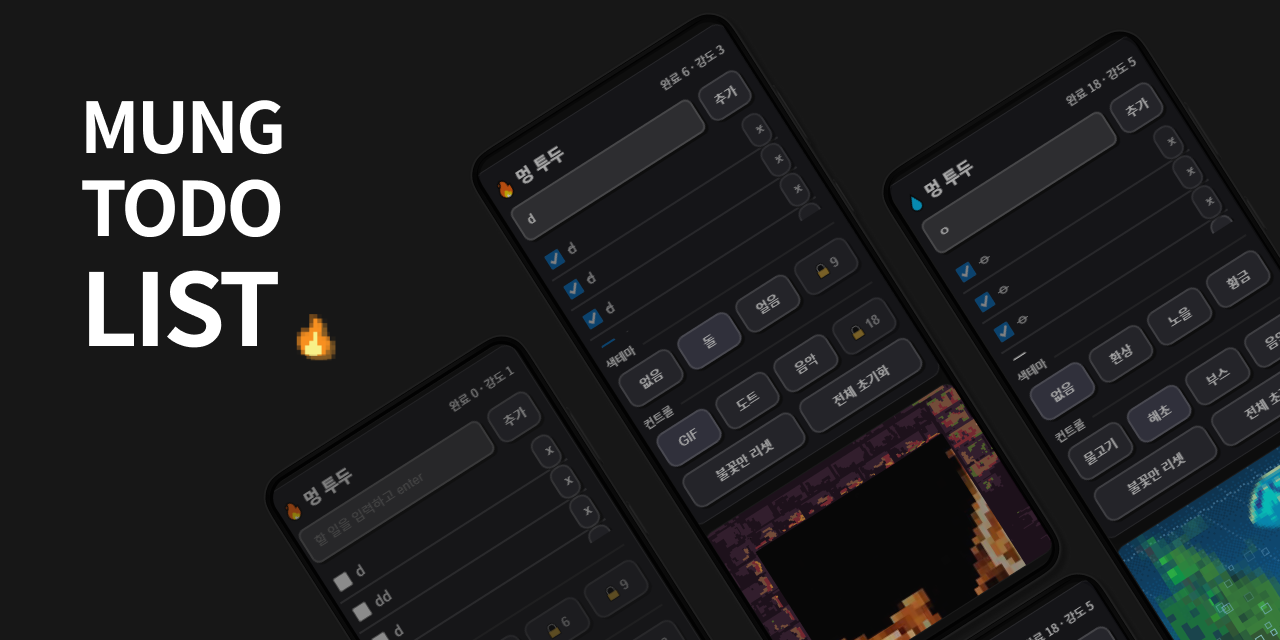 MUNG
TODO
LIST
완료 0 · 강도 1
멍 투두
할 일을 입력하고 enter
추가
d
x
dd
x
d
x
6
9
완료 6 · 강도 3
멍 투두
d
추가
d
x
d
x
d
x
색테마
없음
돌
얼음
9
컨트롤
GIF
도트
음악
18
불꽃만 리셋
전체 초기화
완료 18 · 강도 5
멍 투두
ㅇ
추가
x
x
x
색테마
없음
환상
노을
황금
컨트롤
물고기
해초
부스
불꽃만 리셋
전체 초
완료 18 · 강도 5
추가